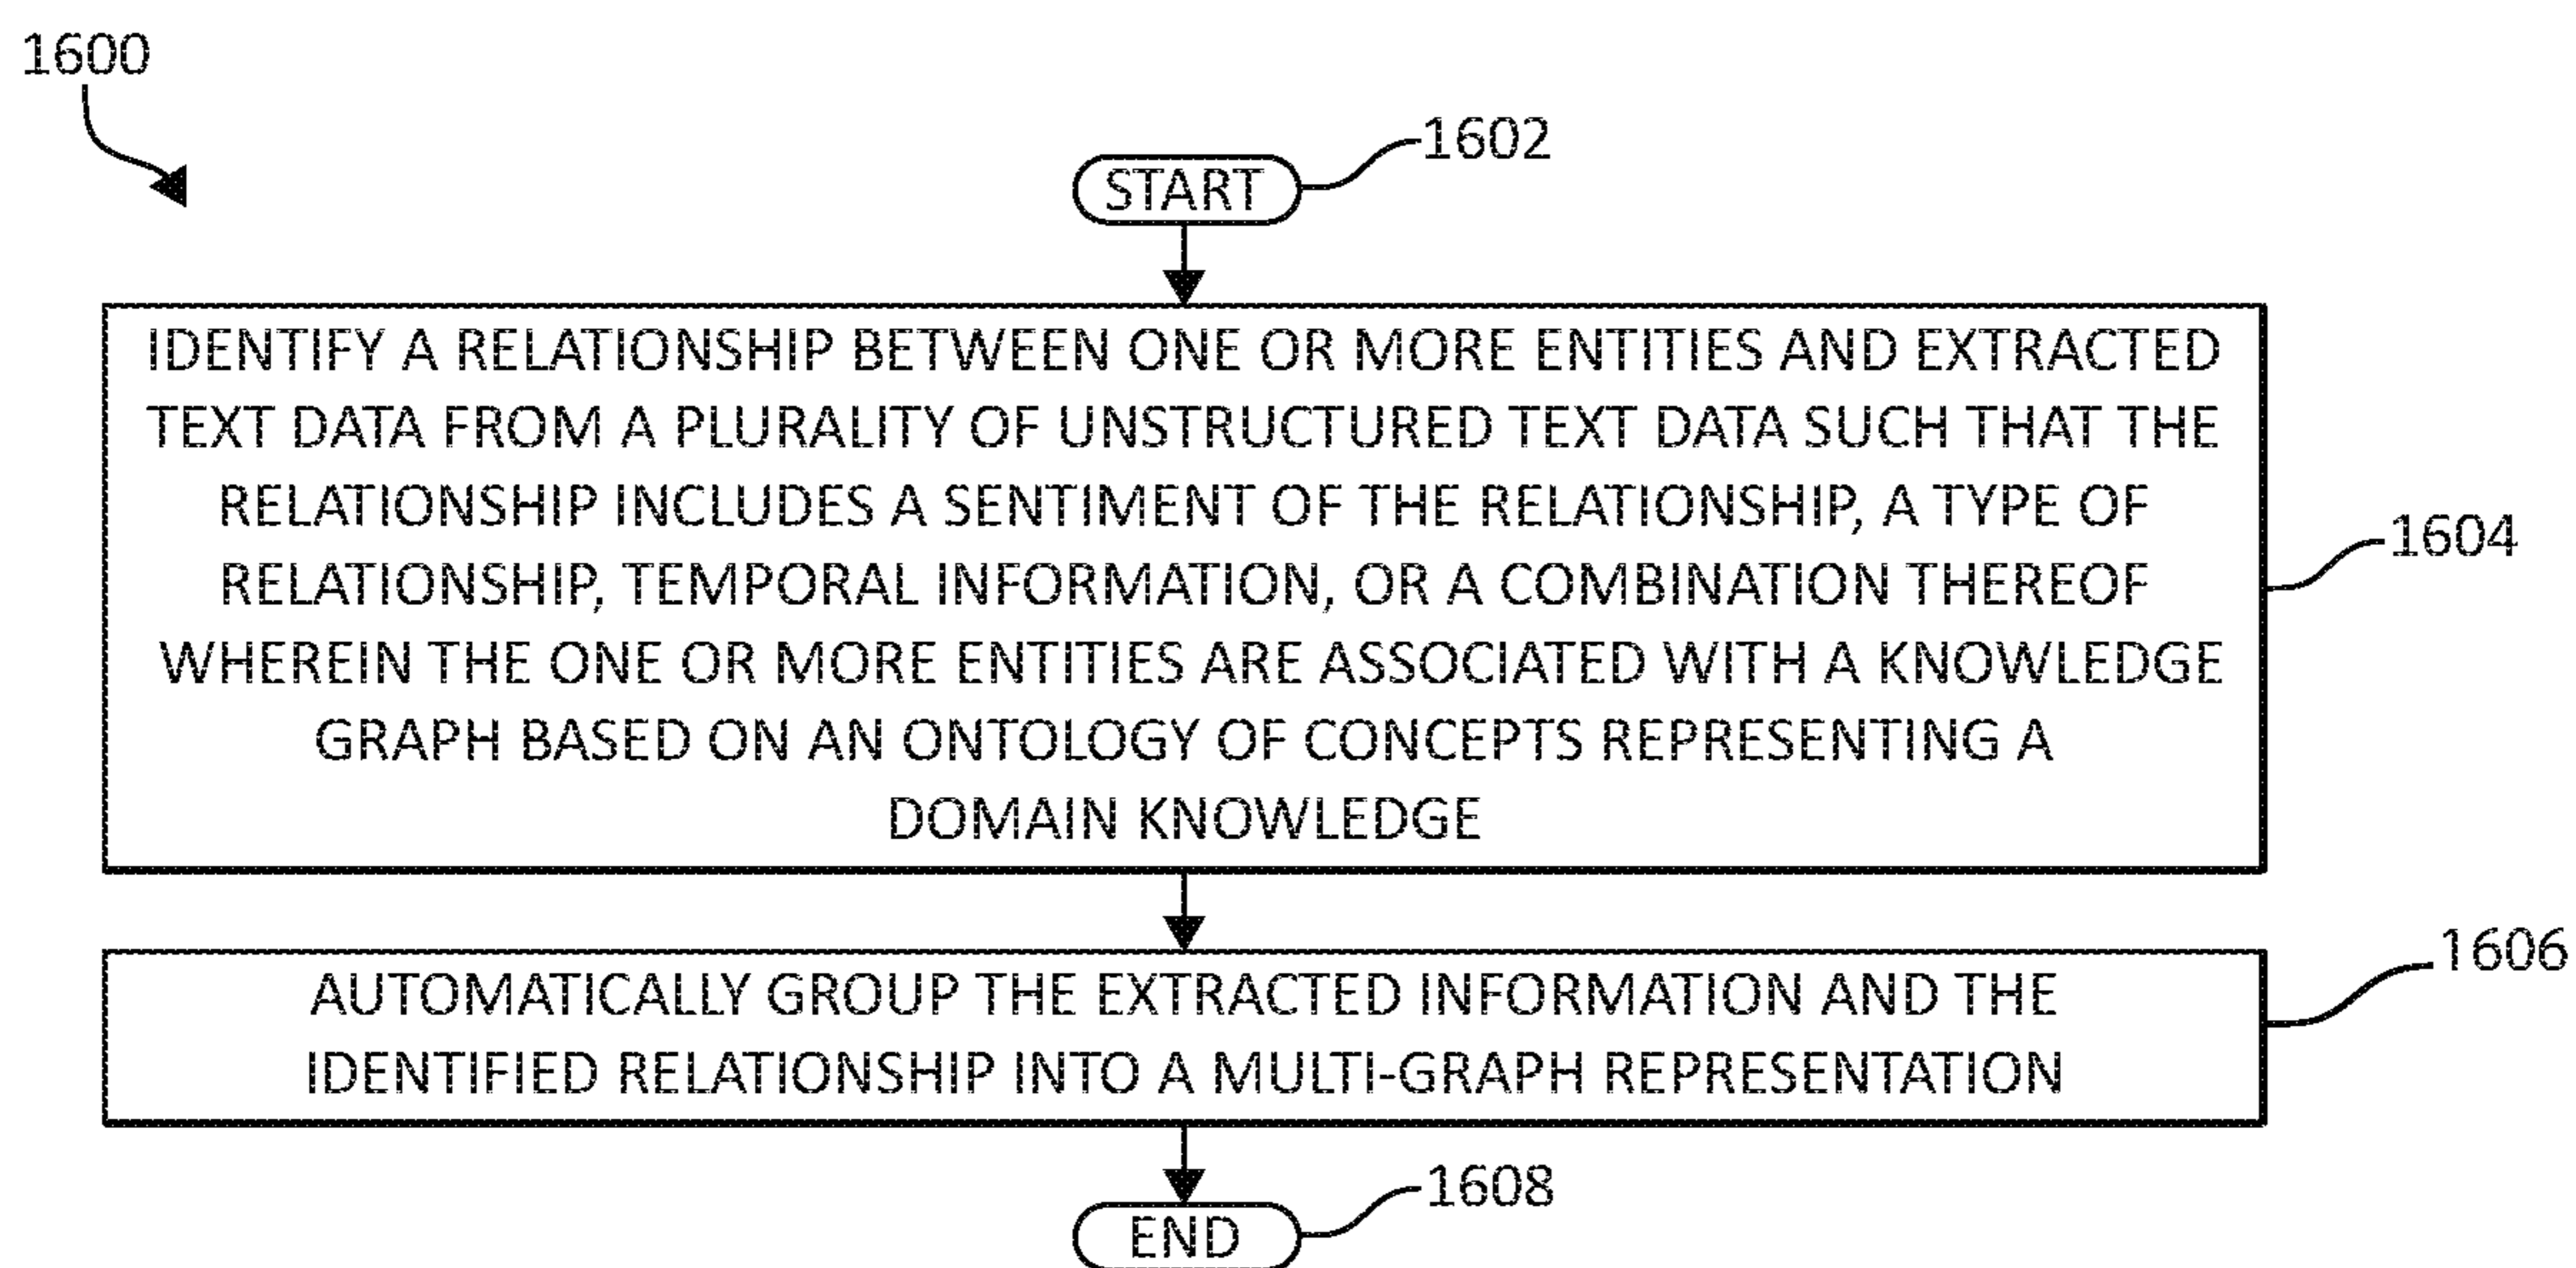 1600
1602
START
IDENTIFY A RELATIONSHIP BETWEEN ONE OR MORE ENTITIES AND EXTRACTED
TEXT DATA FROM A PLURALITY OF UNSTRUCTURED TEXT DATA SUCH THAT THE
RELATIONSHIP INCLUDES A SENTIMENT OF THE RELATIONSHIP, A TYPE OF
RELATIONSHIP, TEMPORAL INFORMATION, OR A COMBINATION THEREOF
WHEREIN THE ONE OR MORE ENTITIES ARE ASSOCIATED WITH A KNOWLEDGE
GRAPH BASED ON AN ONTOLOGY OF CONCEPTS REPRESENTING A
DOMAIN KNOWLEDGE
1604
AUTOMATICALLY GROUP THE EXTRACTED INFORMATION AND THE
IDENTIFIED RELATIONSHIP INTO A MULTI-GRAPH REPRESENTATION
1606
1608
END